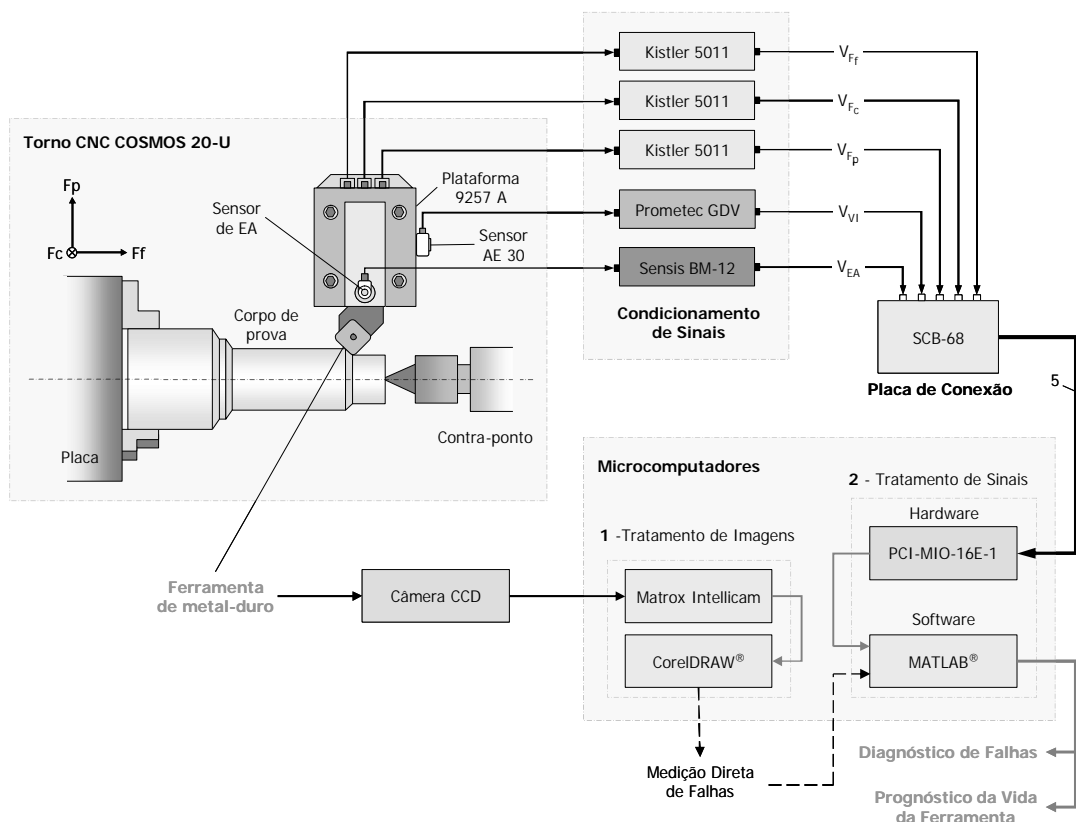 Kistler 5011
V_Ff
Kistler 5011
V_Fc
Kistler 5011
V_Fp
Prometec GDV
V_VI
Sensis BM-12
V_EA
Condicionamento
de Sinais
Torno CNC COSMOS 20-U
Fp
Fc
Ff
Sensor
de EA
Plataforma
9257 A
Sensor
AE 30
Corpo de
prova
Placa
Contra-ponto
SCB-68
Placa de Conexão
5
Microcomputadores
2 - Tratamento de Sinais
Hardware
PCI-MIO-16E-1
Software
MATLAB®
1 -Tratamento de Imagens
Matrox Intellicam
CorelDRAW®
Ferramenta
de metal-duro
Câmera CCD
Medição Direta
de Falhas
Diagnóstico de Falhas
Prognóstico da Vida
da Ferramenta